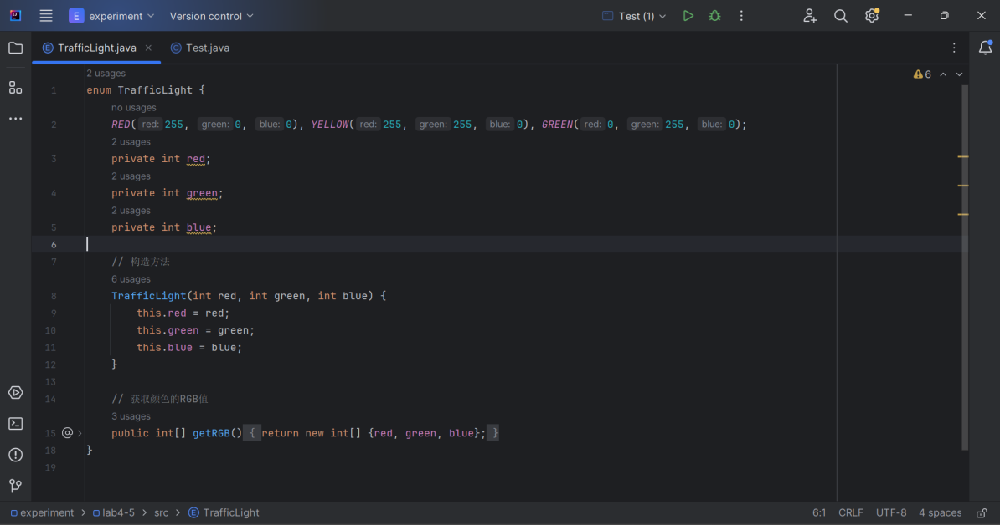 E experiment Version control Test (1)
TrafficLight.java Test.java
2 usages 6
1 enum TrafficLight {
no usages
2 RED( red: 255, green: 0, blue: 0), YELLOW( red: 255, green: 255, blue: 0), GREEN( red: 0, green: 255, blue: 0);
2 usages
3 private int red;
2 usages
4 private int green;
2 usages
5 private int blue;
6
7 // 构造方法
6 usages
8 TrafficLight(int red, int green, int blue) {
9 this.red = red;
10 this.green = green;
11 this.blue = blue;
12 }
13
14 // 获取颜色的RGB值
3 usages
15 @ public int[] getRGB() { return new int[] {red, green, blue}; }
18 }
19
experiment > lab4-5 > src > E TrafficLight 6:1 CRLF UTF-8 4 spaces